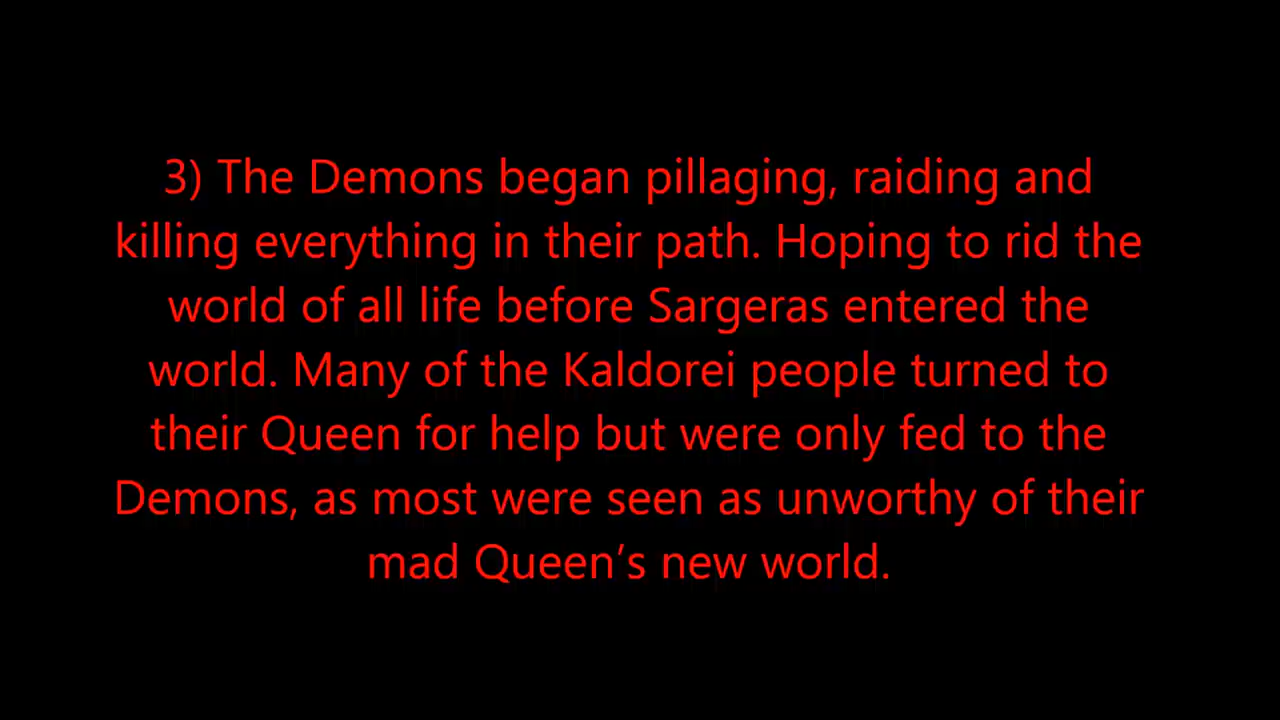 3) The Demons began pillaging, raiding and
killing everything in their path. Hoping to rid the
world of all life before Sargeras entered the
world. Many of the Kaldorei people turned to
their Queen for help but were only fed to the
Demons, as most were seen as unworthy of their
mad Queen’s new world.